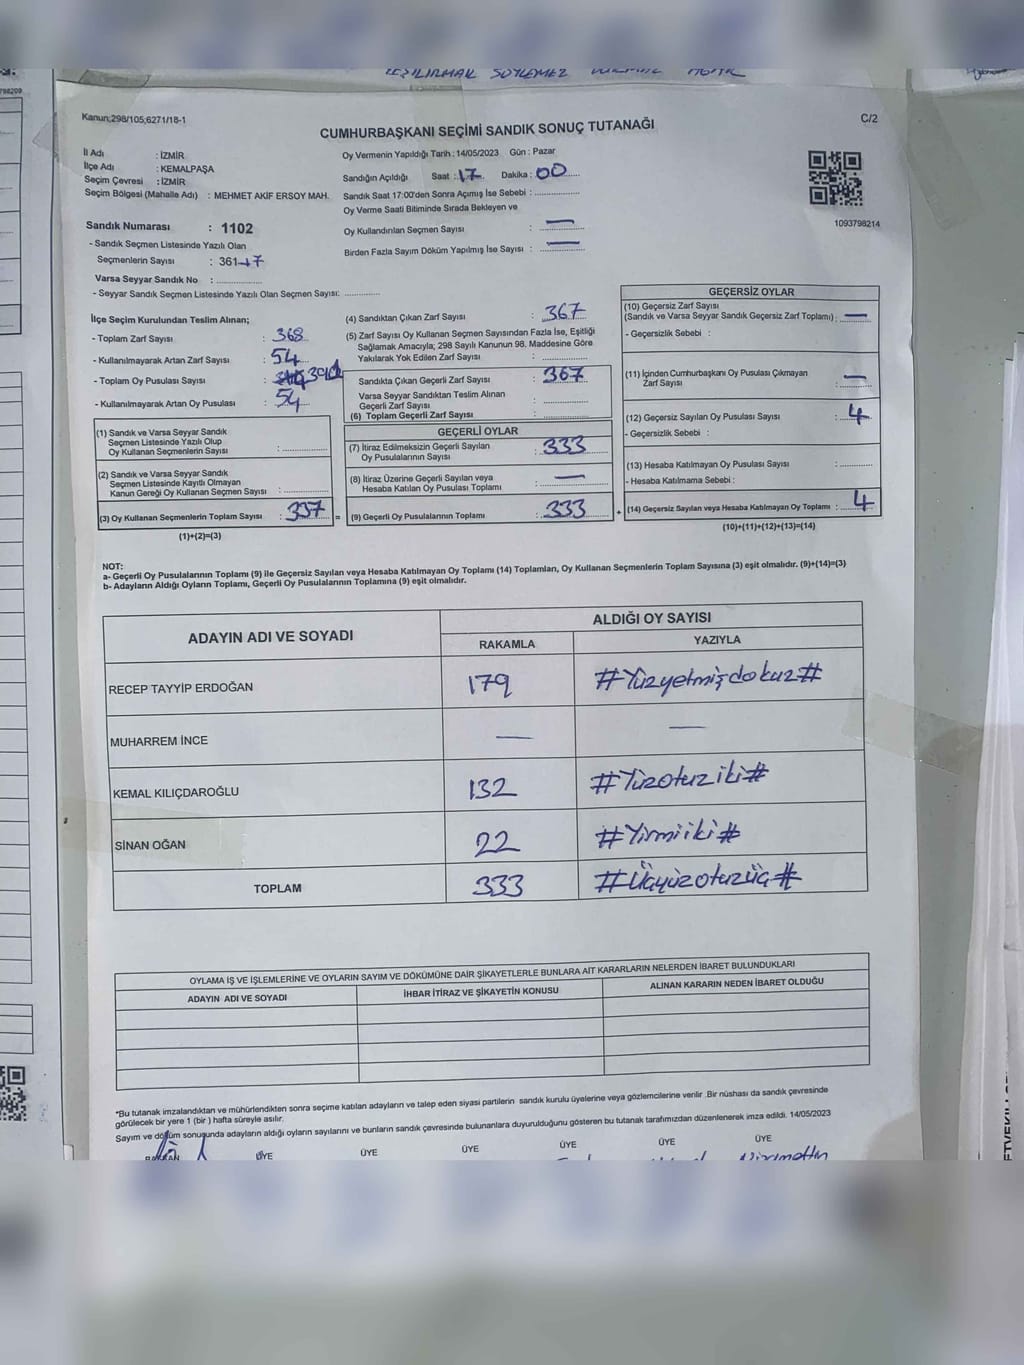 YEŞİLIRMAK SÖYLEMEZ
798209
Kanun;298/105;6271/18-1
C/2
CUMHURBAŞKANI SEÇİMİ SANDIK SONUÇ TUTANAĞI
İl Adı : İZMİR
İlçe Adı : KEMALPAŞA
Seçim Çevresi : İZMİR
Seçim Bölgesi (Mahalle Adı) : MEHMET AKİF ERSOY MAH.
Oy Vermenin Yapıldığı Tarih : 14/05/2023 Gün : Pazar
Sandığın Açıldığı Saat : 17 Dakika : 00
Sandık Saat 17:00'den Sonra Açımış İse Sebebi :
Oy Verme Saati Bitiminde Sırada Bekleyen ve
Oy Kullandırılan Seçmen Sayısı : —
Birden Fazla Sayım Döküm Yapılmış İse Sayısı : —
1093798214
Sandık Numarası : 1102
- Sandık Seçmen Listesinde Yazılı Olan
Seçmenlerin Sayısı : 361+7
Varsa Seyyar Sandık No :
- Seyyar Sandık Seçmen Listesinde Yazılı Olan Seçmen Sayısı:
İlçe Seçim Kurulundan Teslim Alınan;
- Toplam Zarf Sayısı : 368
- Kullanılmayarak Artan Zarf Sayısı : 54
- Toplam Oy Pusulası Sayısı :
- Kullanılmayarak Artan Oy Pusulası : 54
(1) Sandık ve Varsa Seyyar Sandık
Seçmen Listesinde Yazılı Olup
Oy Kullanan Seçmenlerin Sayısı :
(2) Sandık ve Varsa Seyyar Sandık
Seçmen Listesinde Kayıtlı Olmayan
Kanun Gereği Oy Kullanan Seçmen Sayısı :
(3) Oy Kullanan Seçmenlerin Toplam Sayısı : 337 =
(1)+(2)=(3)
(4) Sandıktan Çıkan Zarf Sayısı : 367
(5) Zarf Sayısı Oy Kullanan Seçmen Sayısından Fazla İse, Eşitliği
Sağlamak Amacıyla; 298 Sayılı Kanunun 98. Maddesine Göre
Yakılarak Yok Edilen Zarf Sayısı :
Sandıkta Çıkan Geçerli Zarf Sayısı : 367
Varsa Seyyar Sandıktan Teslim Alınan
Geçerli Zarf Sayısı :
(6) Toplam Geçerli Zarf Sayısı :
GEÇERLİ OYLAR
(7) İtiraz Edilmeksizin Geçerli Sayılan
Oy Pusulalarının Sayısı : 333
(8) İtiraz Üzerine Geçerli Sayılan veya
Hesaba Katılan Oy Pusulası Toplamı : —
(9) Geçerli Oy Pusulalarının Toplamı : 333 +
GEÇERSİZ OYLAR
(10) Geçersiz Zarf Sayısı
(Sandık ve Varsa Seyyar Sandık Geçersiz Zarf Toplamı) : —
- Geçersizlik Sebebi :
(11) İçinden Cumhurbaşkanı Oy Pusulası Çıkmayan
Zarf Sayısı : —
(12) Geçersiz Sayılan Oy Pusulası Sayısı : 4
- Geçersizlik Sebebi :
(13) Hesaba Katılmayan Oy Pusulası Sayısı :
- Hesaba Katılmama Sebebi :
(14) Geçersiz Sayılan veya Hesaba Katılmayan Oy Toplamı : 4
(10)+(11)+(12)+(13)=(14)
NOT:
a- Geçerli Oy Pusulalarının Toplamı (9) ile Geçersiz Sayılan veya Hesaba Katılmayan Oy Toplamı (14) Toplamları, Oy Kullanan Seçmenlerin Toplam Sayısına (3) eşit olmalıdır. (9)+(14)=(3)
b- Adayların Aldığı Oyların Toplamı, Geçerli Oy Pusulalarının Toplamına (9) eşit olmalıdır.
ADAYIN ADI VE SOYADI
ALDIĞI OY SAYISI
RAKAMLA YAZIYLA
RECEP TAYYİP ERDOĞAN 179 #Yüzyetmişdokuz#
MUHARREM İNCE — —
KEMAL KILIÇDAROĞLU 132 #Yüzotuziki#
SİNAN OĞAN 22 #Yirmiiki#
TOPLAM 333 #Üçyüzotuzüç#
OYLAMA İŞ VE İŞLEMLERİNE VE OYLARIN SAYIM VE DÖKÜMÜNE DAİR ŞİKAYETLERLE BUNLARA AİT KARARLARIN NELERDEN İBARET BULUNDUKLARI
ADAYIN ADI VE SOYADI İHBAR İTİRAZ VE ŞİKAYETİN KONUSU ALINAN KARARIN NEDEN İBARET OLDUĞU
*Bu tutanak imzalandıktan ve mühürlendikten sonra seçime katılan adayların ve talep eden siyasi partilerin sandık kurulu üyelerine veya gözlemcilerine verilir .Bir nüshası da sandık çevresinde
görülecek bir yere 1 (bir ) hafta süreyle asılır.
Sayım ve döküm sonuçunda adayların aldığı oyların sayılarını ve bunların sandık çevresinde bulunanlara duyurulduğunu gösteren bu tutanak tarafımızdan düzenlenerek imza edildi. 14/05/2023
BAŞKAN ÜYE ÜYE ÜYE ÜYE ÜYE ÜYE